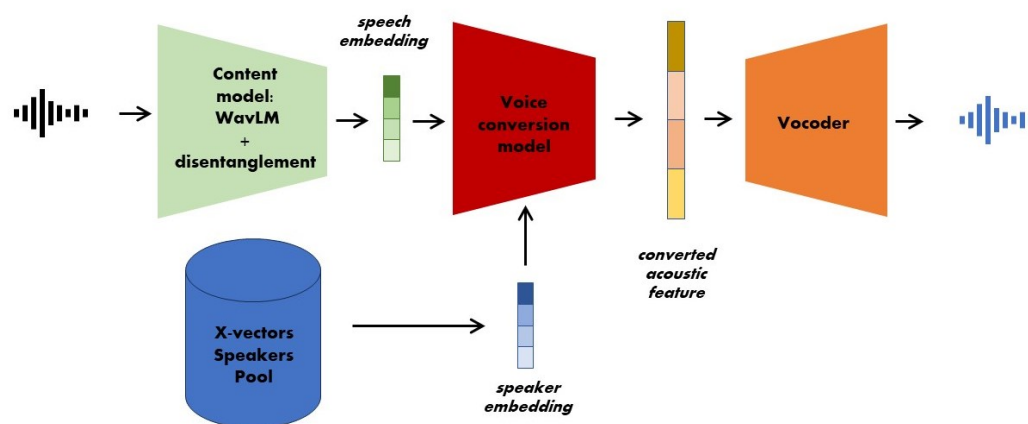 speech
embedding
Content
model:
WavLM
+
disentanglement
Voice
conversion
model
Vocoder
converted
acoustic
feature
X-vectors
Speakers
Pool
speaker
embedding